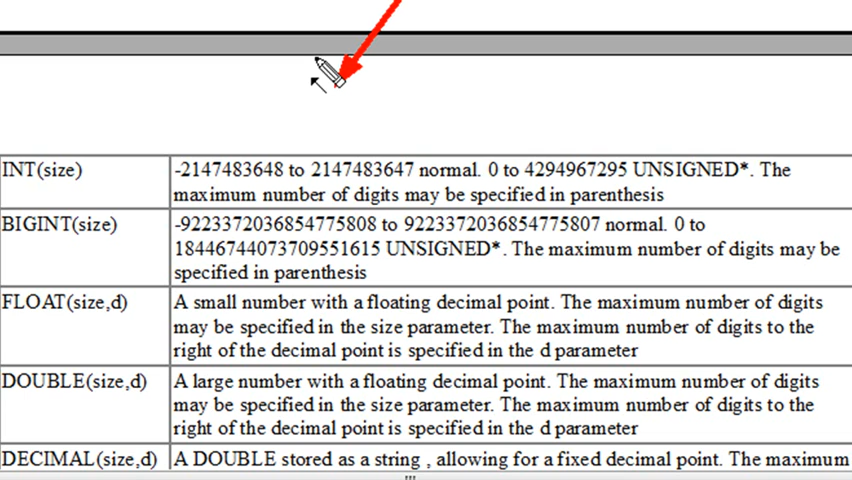 INT(size)
-2147483648 to 2147483647 normal. 0 to 4294967295 UNSIGNED*. The
maximum number of digits may be specified in parenthesis
BIGINT(size)
-9223372036854775808 to 9223372036854775807 normal. 0 to
18446744073709551615 UNSIGNED*. The maximum number of digits may be
specified in parenthesis
FLOAT(size,d)
A small number with a floating decimal point. The maximum number of digits
may be specified in the size parameter. The maximum number of digits to the
right of the decimal point is specified in the d parameter
DOUBLE(size,d)
A large number with a floating decimal point. The maximum number of digits
may be specified in the size parameter. The maximum number of digits to the
right of the decimal point is specified in the d parameter
DECIMAL(size,d)
A DOUBLE stored as a string , allowing for a fixed decimal point. The maximum